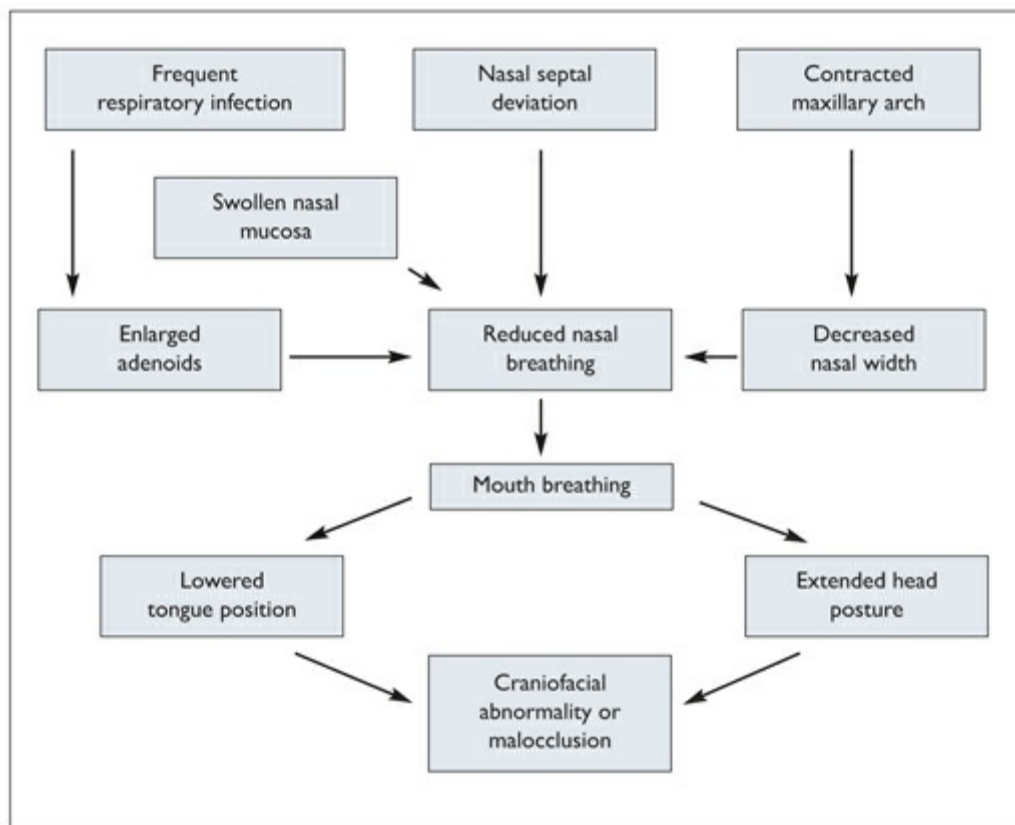 Frequent
respiratory infection
Nasal septal
deviation
Contracted
maxillary arch
Swollen nasal
mucosa
Enlarged
adenoids
Reduced nasal
breathing
Decreased
nasal width
Mouth breathing
Lowered
tongue position
Extended head
posture
Craniofacial
abnormality or
malocclusion